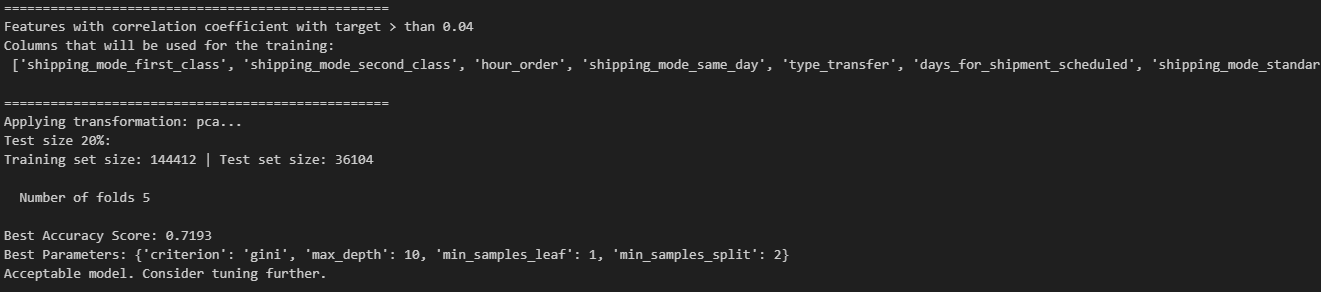 ==================================================
Features with correlation coefficient with target > than 0.04
Columns that will be used for the training:
['shipping_mode_first_class', 'shipping_mode_second_class', 'hour_order', 'shipping_mode_same_day', 'type_transfer', 'days_for_shipment_scheduled', 'shipping_mode_standar
==================================================
Applying transformation: pca...
Test size 20%:
Training set size: 144412 | Test set size: 36104
Number of folds 5
Best Accuracy Score: 0.7193
Best Parameters: {'criterion': 'gini', 'max_depth': 10, 'min_samples_leaf': 1, 'min_samples_split': 2}
Acceptable model. Consider tuning further.